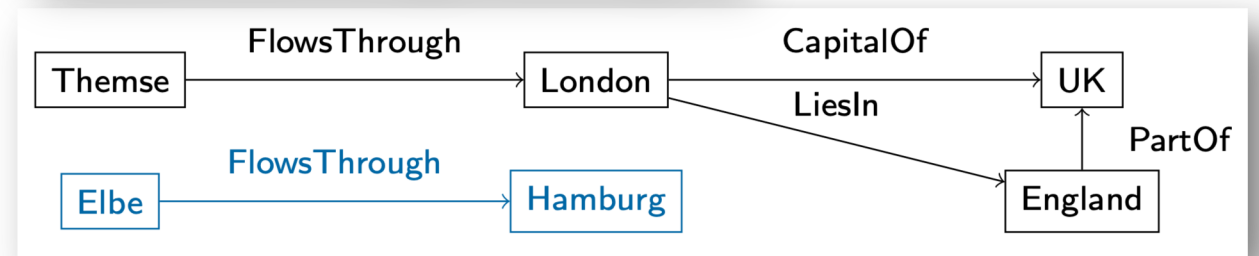 FlowsThrough
CapitalOf
Themse
London
UK
LiesIn
PartOf
FlowsThrough
Elbe
Hamburg
England